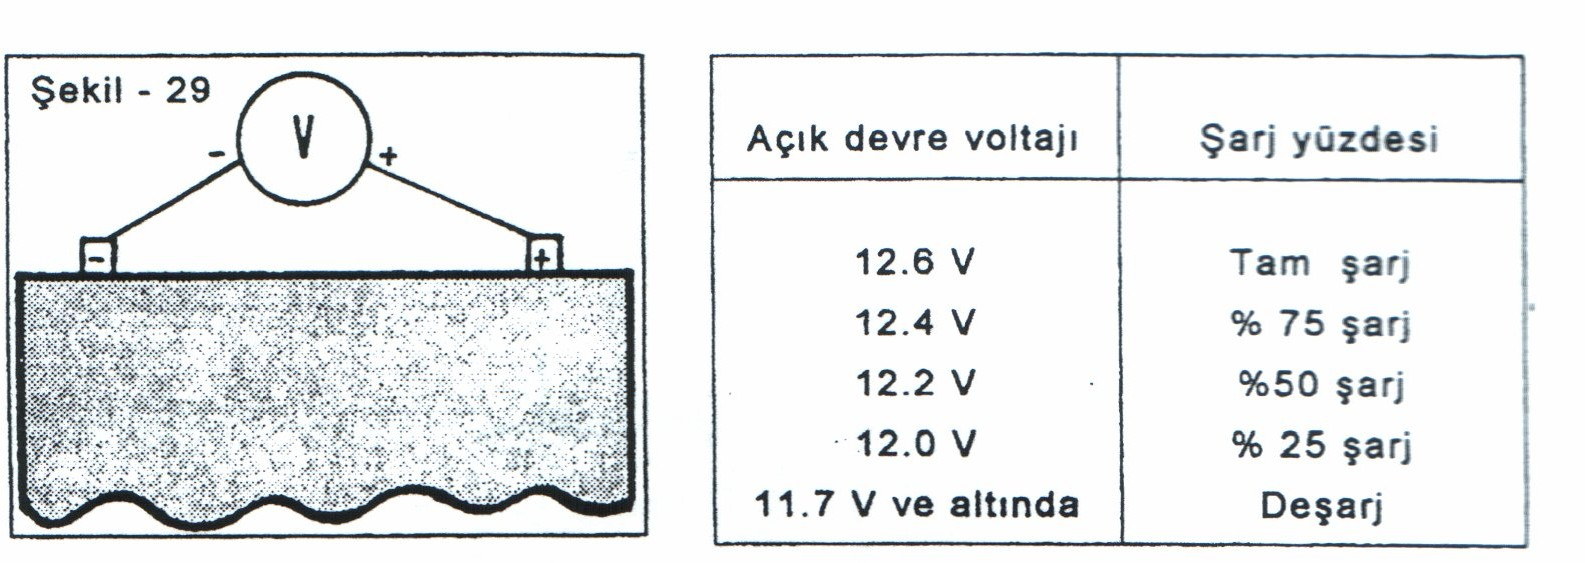 Şekil - 29
V
- +
- +
Açık devre voltajı Şarj yüzdesi
12.6 V Tam şarj
12.4 V % 75 şarj
12.2 V %50 şarj
12.0 V % 25 şarj
11.7 V ve altında Deşarj